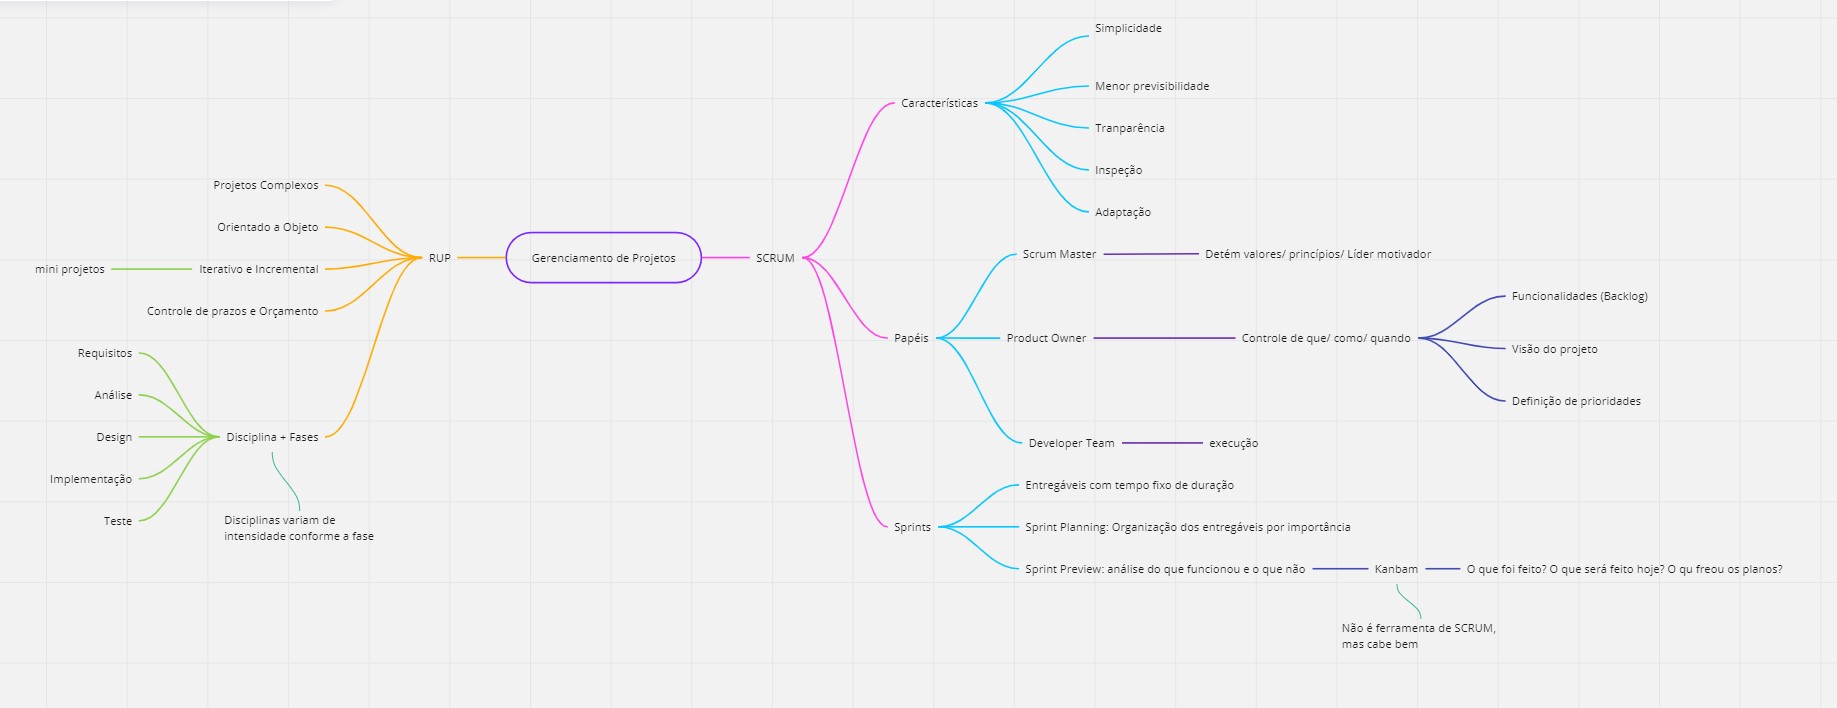 Gerenciamento de Projetos
RUP
Projetos Complexos
Orientado a Objeto
Iterativo e Incremental
mini projetos
Controle de prazos e Orçamento
Disciplina + Fases
Requisitos
Análise
Design
Implementação
Teste
Disciplinas variam de
intensidade conforme a fase
SCRUM
Características
Simplicidade
Menor previsibilidade
Tranparência
Inspeção
Adaptação
Papéis
Scrum Master
Detém valores/ princípios/ Líder motivador
Product Owner
Controle de que/ como/ quando
Funcionalidades (Backlog)
Visão do projeto
Definição de prioridades
Developer Team
execução
Sprints
Entregáveis com tempo fixo de duração
Sprint Planning: Organização dos entregáveis por importância
Sprint Preview: análise do que funcionou e o que não
Kanbam
O que foi feito? O que será feito hoje? O qu freou os planos?
Não é ferramenta de SCRUM,
mas cabe bem